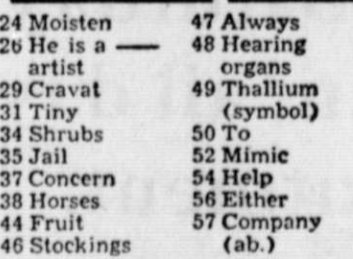 24 Moisten
26 He is a —
artist
29 Cravat
31 Tiny
34 Shrubs
35 Jail
37 Concern
38 Horses
44 Fruit
46 Stockings
47 Always
48 Hearing
organs
49 Thallium
(symbol)
50 To
52 Mimic
54 Help
56 Either
57 Company
(ab.)